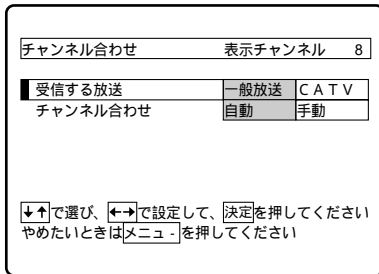 チャンネル合わせ 表示チャンネル 8
受信する放送 一般放送 CATV
チャンネル合わせ 自動 手動
↓↑で選び、←→で設定して、決定を押してください
やめたいときはメニュ-を押してください